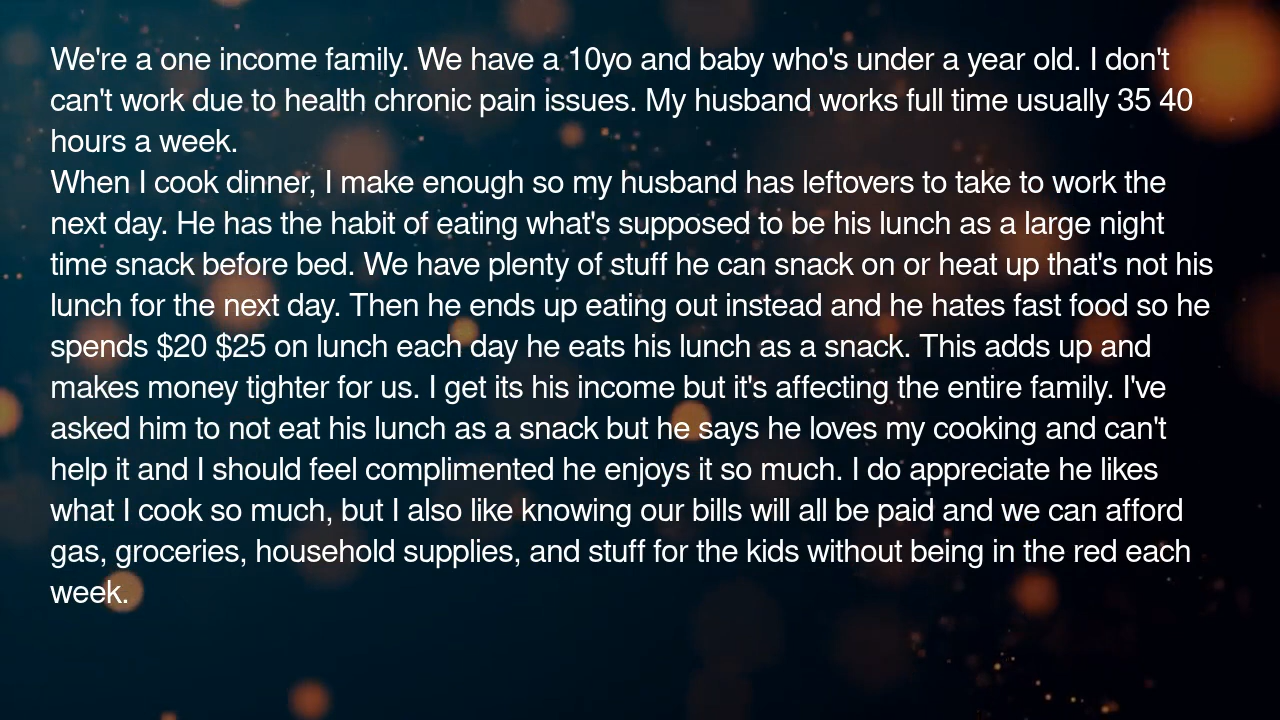 We're a one income family. We have a 10yo and baby who's under a year old. I don't
can't work due to health chronic pain issues. My husband works full time usually 35 40
hours a week.
When I cook dinner, I make enough so my husband has leftovers to take to work the
next day. He has the habit of eating what's supposed to be his lunch as a large night
time snack before bed. We have plenty of stuff he can snack on or heat up that's not his
lunch for the next day. Then he ends up eating out instead and he hates fast food so he
spends $20 $25 on lunch each day he eats his lunch as a snack. This adds up and
makes money tighter for us. I get its his income but it's affecting the entire family. I've
asked him to not eat his lunch as a snack but he says he loves my cooking and can't
help it and I should feel complimented he enjoys it so much. I do appreciate he likes
what I cook so much, but I also like knowing our bills will all be paid and we can afford
gas, groceries, household supplies, and stuff for the kids without being in the red each
week.